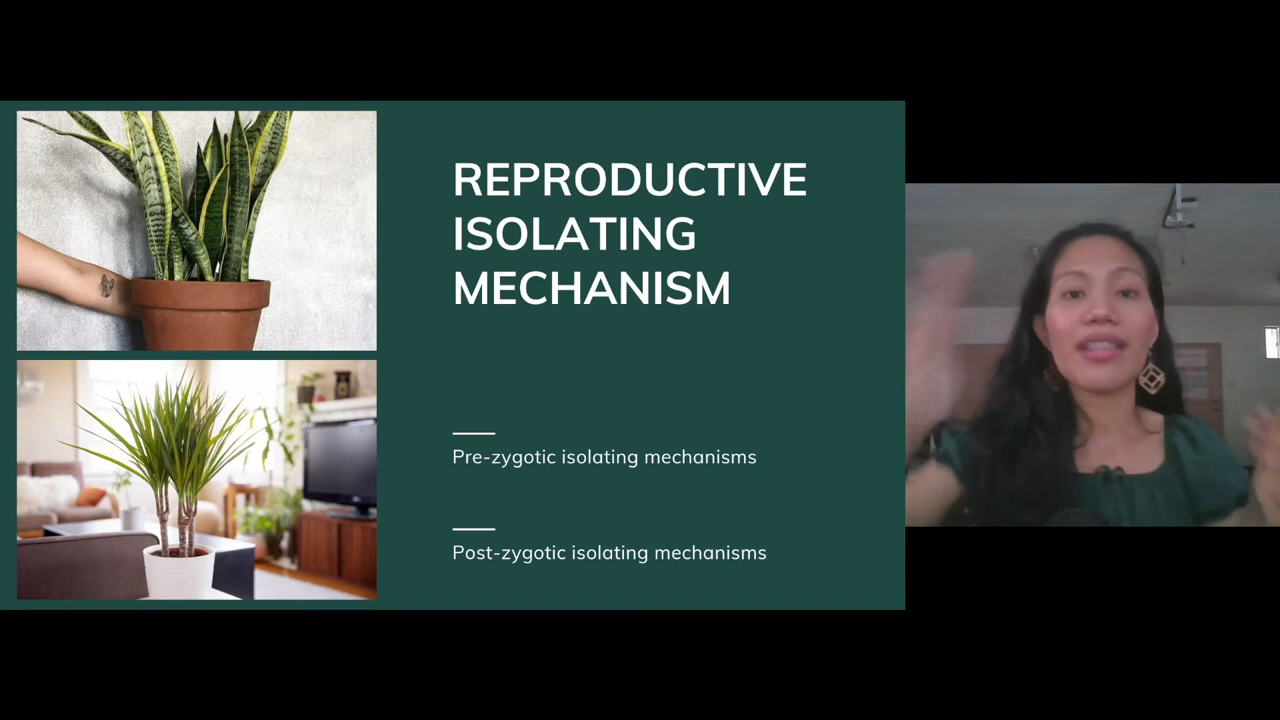 REPRODUCTIVE
ISOLATING
MECHANISM
Pre-zygotic isolating mechanisms
Post-zygotic isolating mechanisms